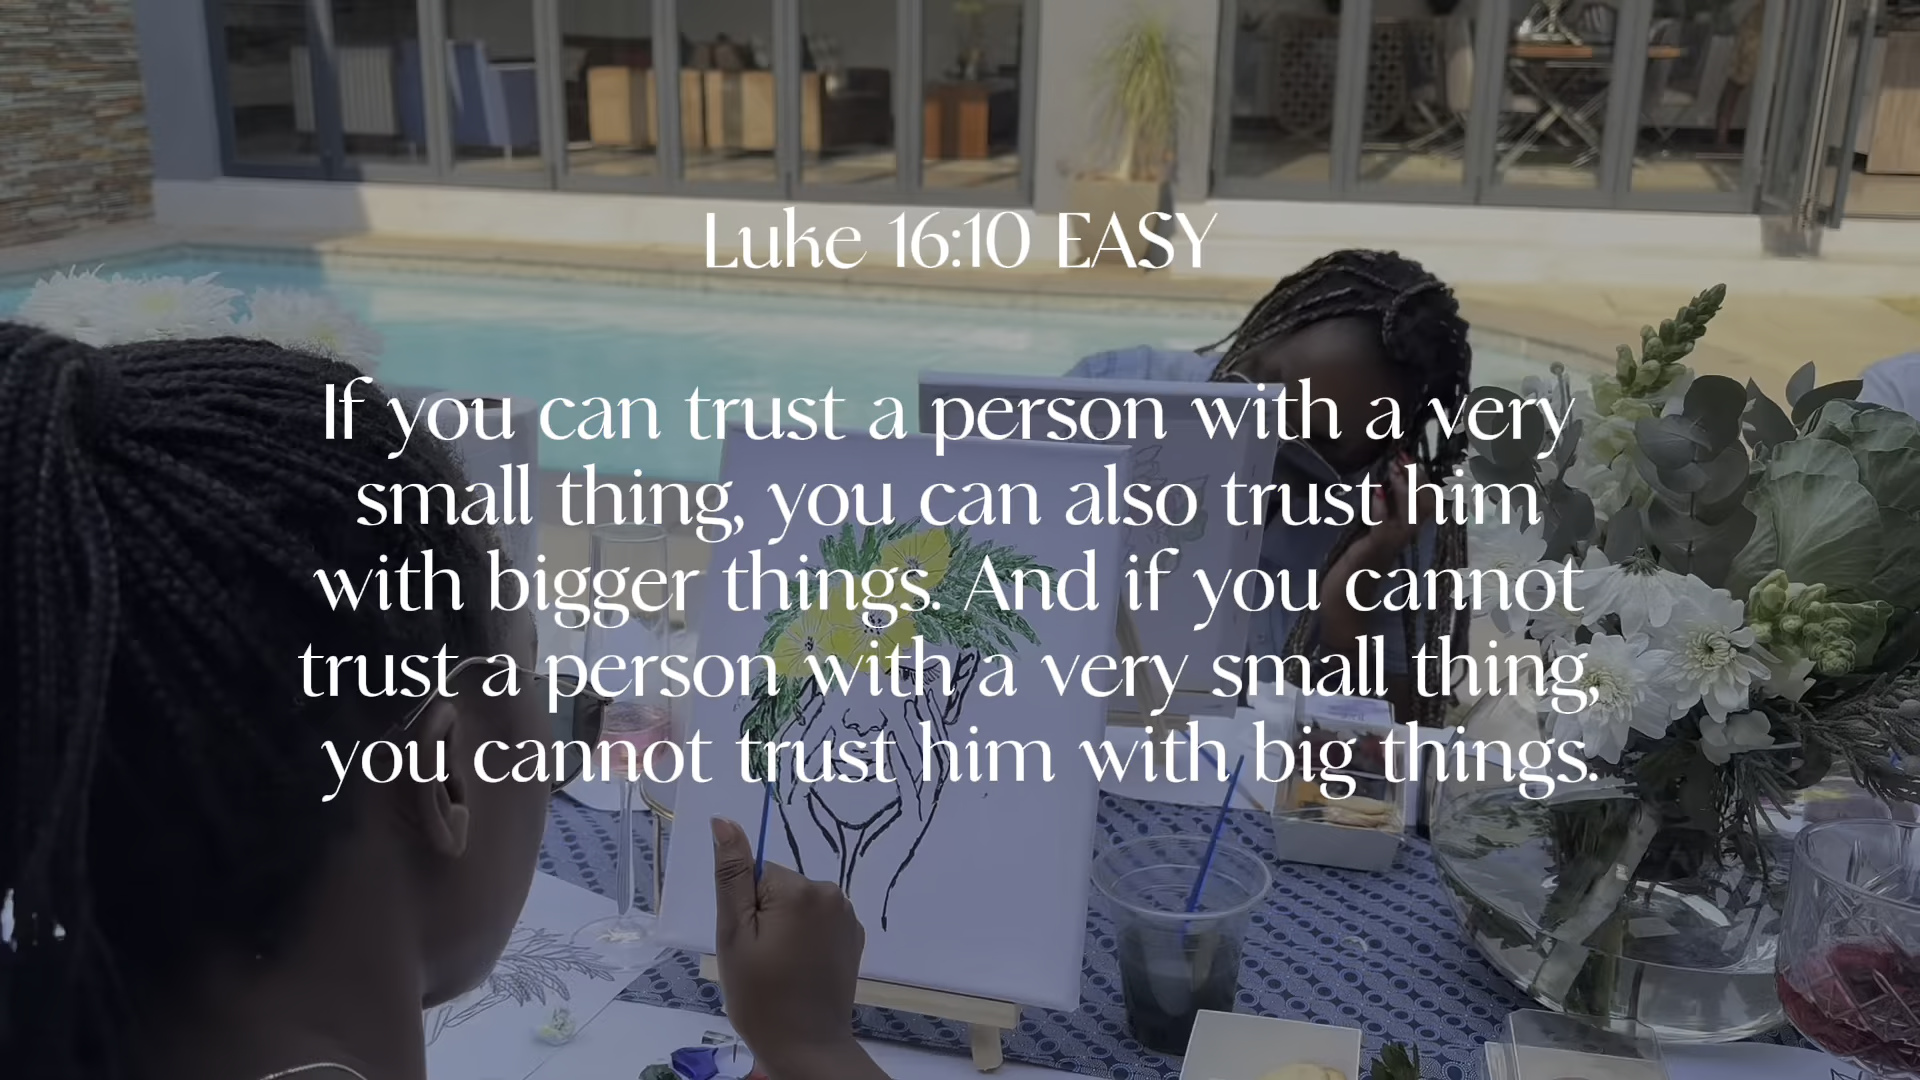 Luke 16:10 EASY
If you can trust a person with a very
small thing, you can also trust him
with bigger things. And if you cannot
trust a person with a very small thing,
you cannot trust him with big things.